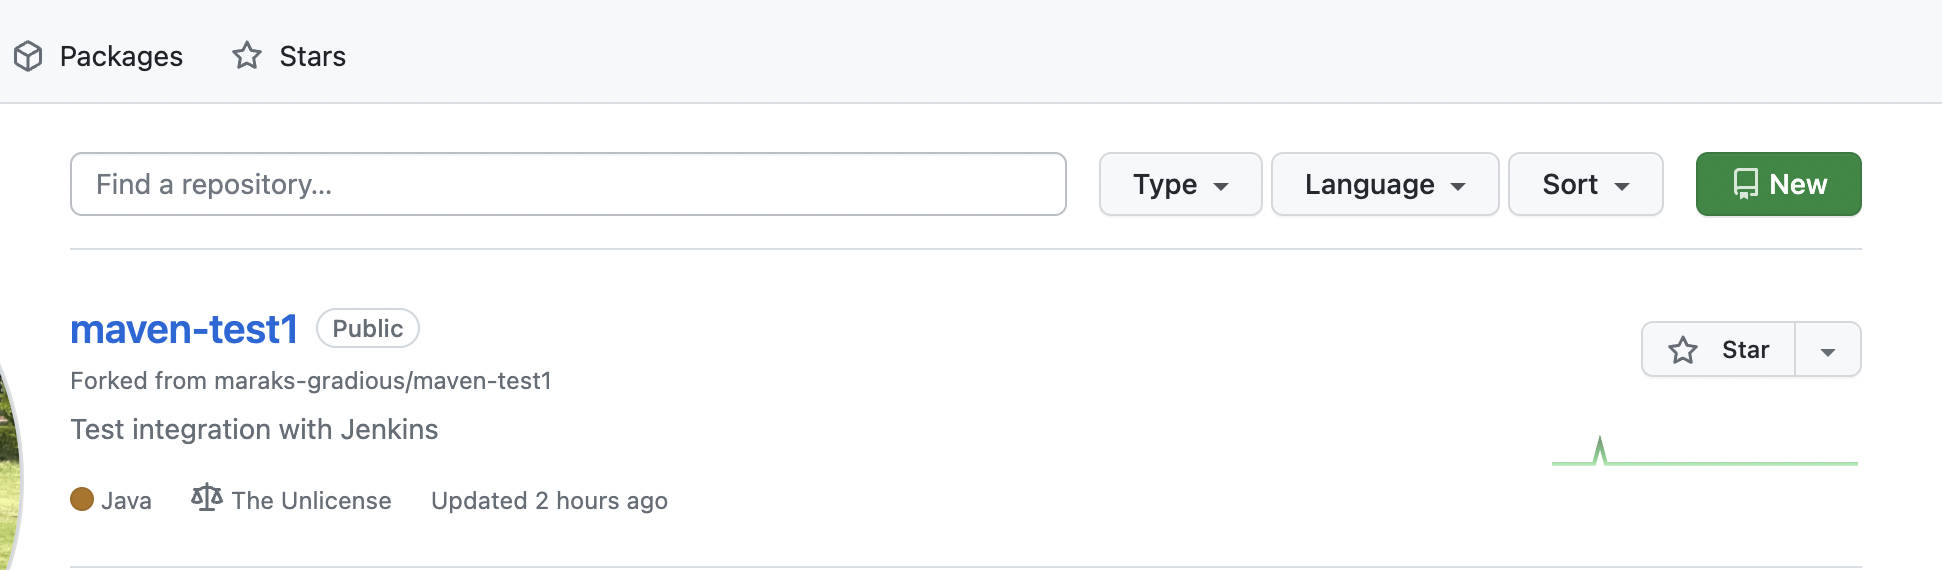 Packages Stars
Find a repository...
Type Language Sort New
maven-test1 Public
Star
Forked from maraks-gradious/maven-test1
Test integration with Jenkins
Java The Unlicense Updated 2 hours ago